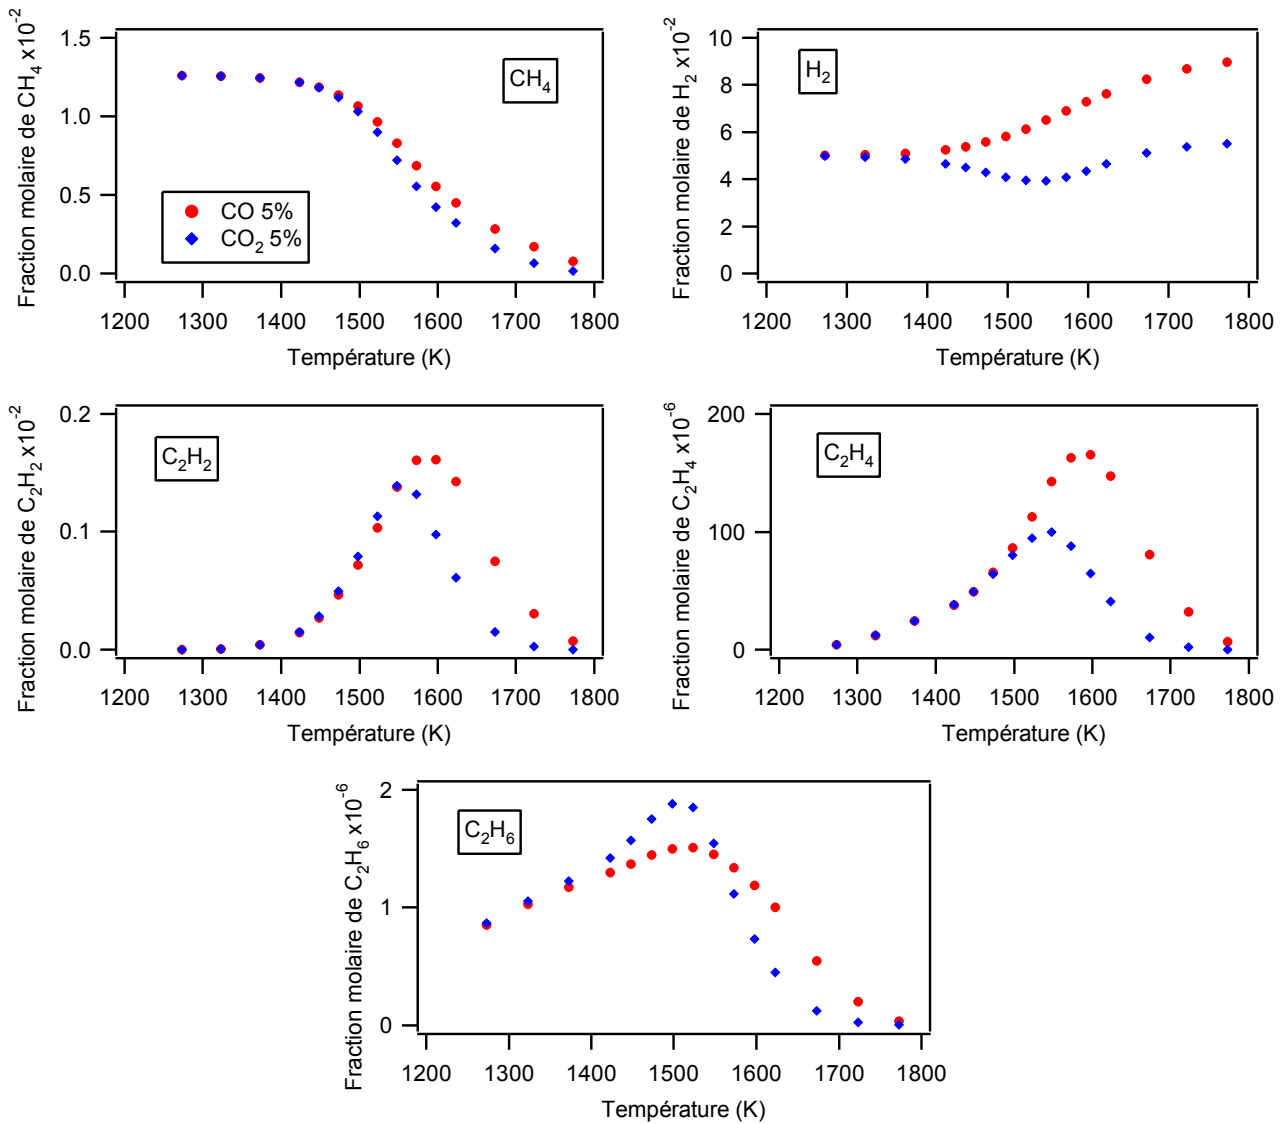 Fraction molaire de CH4 x10-2
1.5
1.0
0.5
0.0
CH4
CO 5%
CO2 5%
1200 1300 1400 1500 1600 1700 1800
Température (K)
Fraction molaire de H2 x10-2
10
8
6
4
2
0
H2
1200 1300 1400 1500 1600 1700 1800
Température (K)
Fraction molaire de C2H2 x10-2
0.2
0.1
0.0
C2H2
1200 1300 1400 1500 1600 1700 1800
Température (K)
Fraction molaire de C2H4 x10-6
200
100
0
C2H4
1200 1300 1400 1500 1600 1700 1800
Température (K)
Fraction molaire de C2H6 x10-6
2
1
0
C2H6
1200 1300 1400 1500 1600 1700 1800
Température (K)